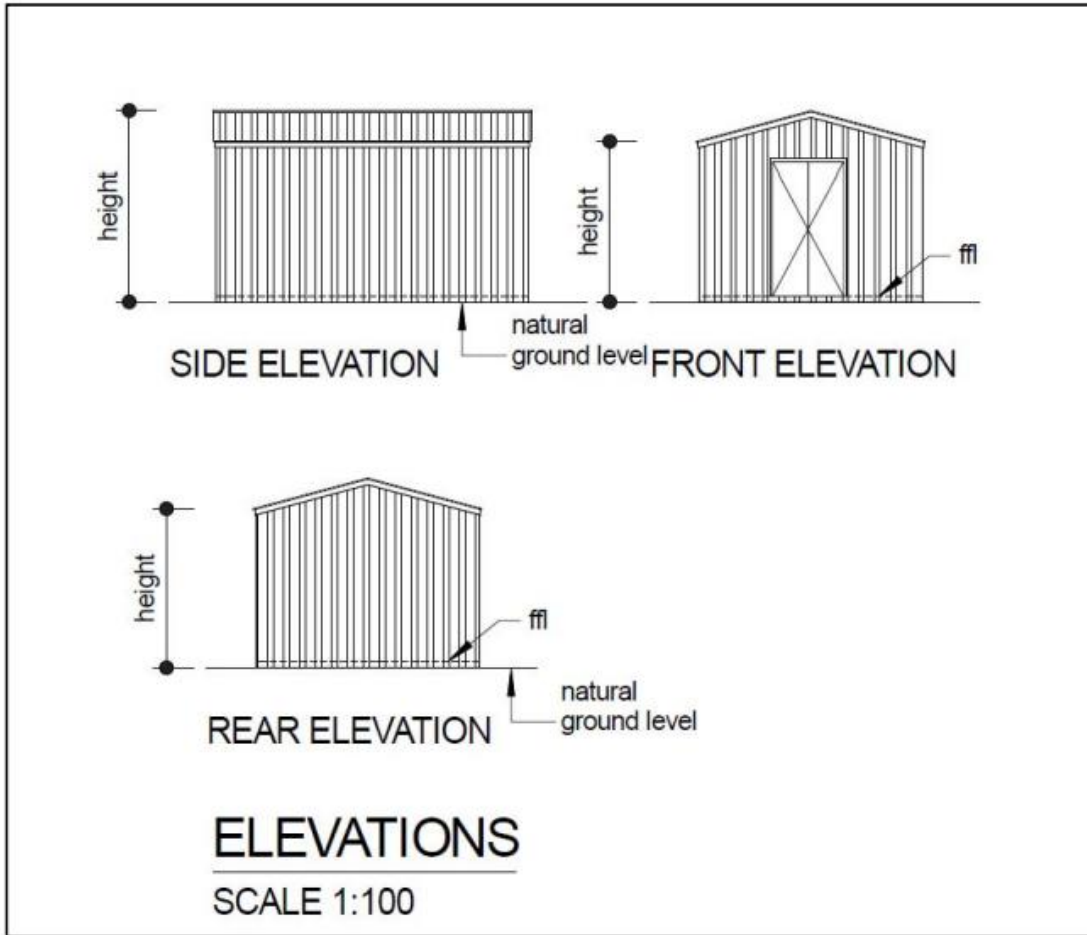 height
height
ffl
natural
ground level
SIDE ELEVATION
FRONT ELEVATION
height
ffl
natural
ground level
REAR ELEVATION
ELEVATIONS
SCALE 1:100